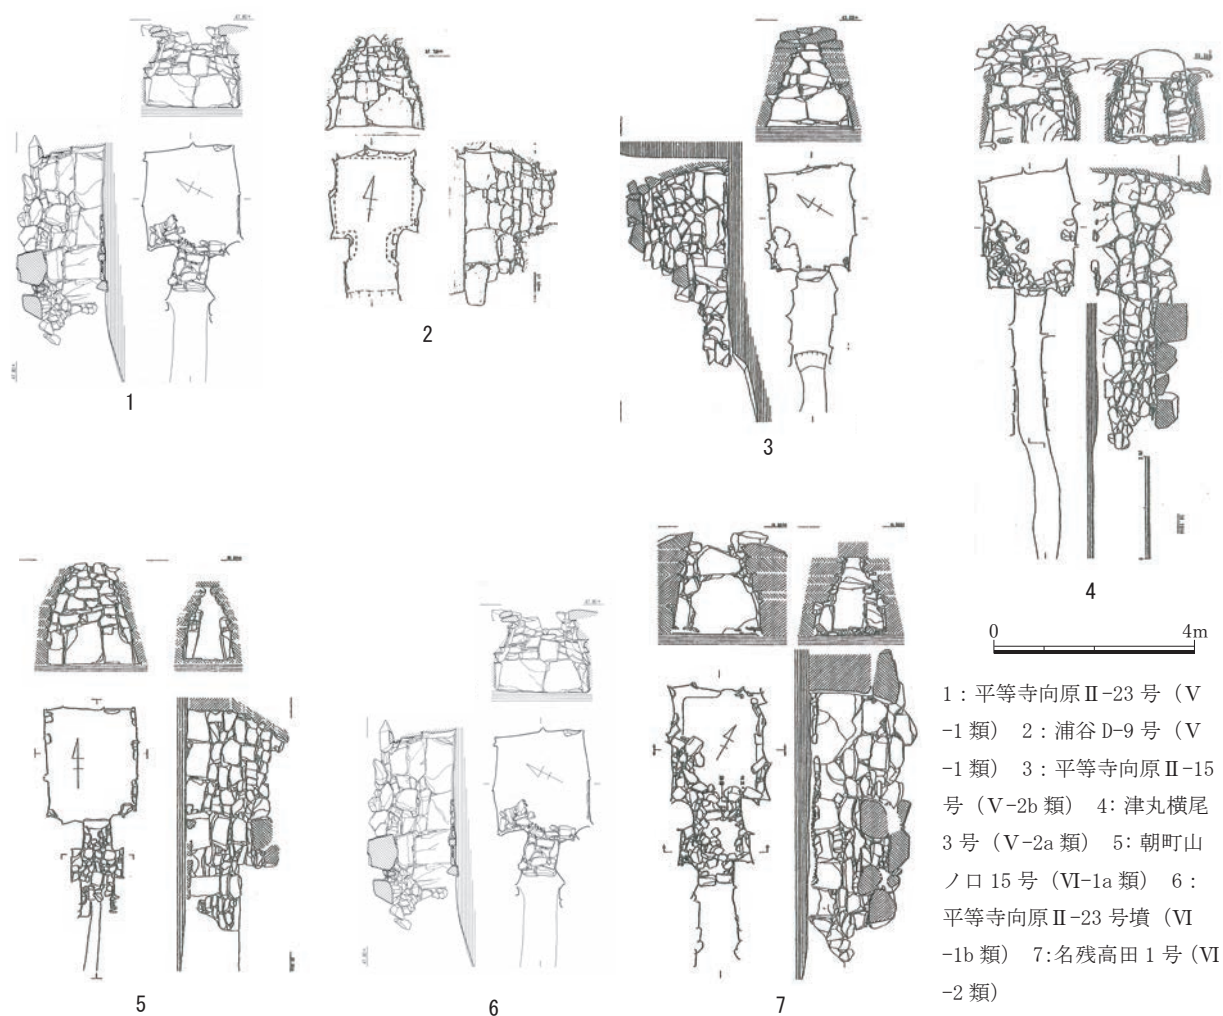 1
2
3
4
0 4m
5
6
7
1：平等寺向原Ⅱ-23 号（Ⅴ
-1 類） 2：浦谷 D-9 号（Ⅴ
-1 類） 3：平等寺向原Ⅱ-15
号（Ⅴ-2b 類） 4：津丸横尾
3 号（Ⅴ-2a 類） 5：朝町山
ノ口 15 号（Ⅵ-1a 類） 6：
平等寺向原Ⅱ-23 号墳（Ⅵ
-1b 類） 7：名残高田 1 号（Ⅵ
-2 類）